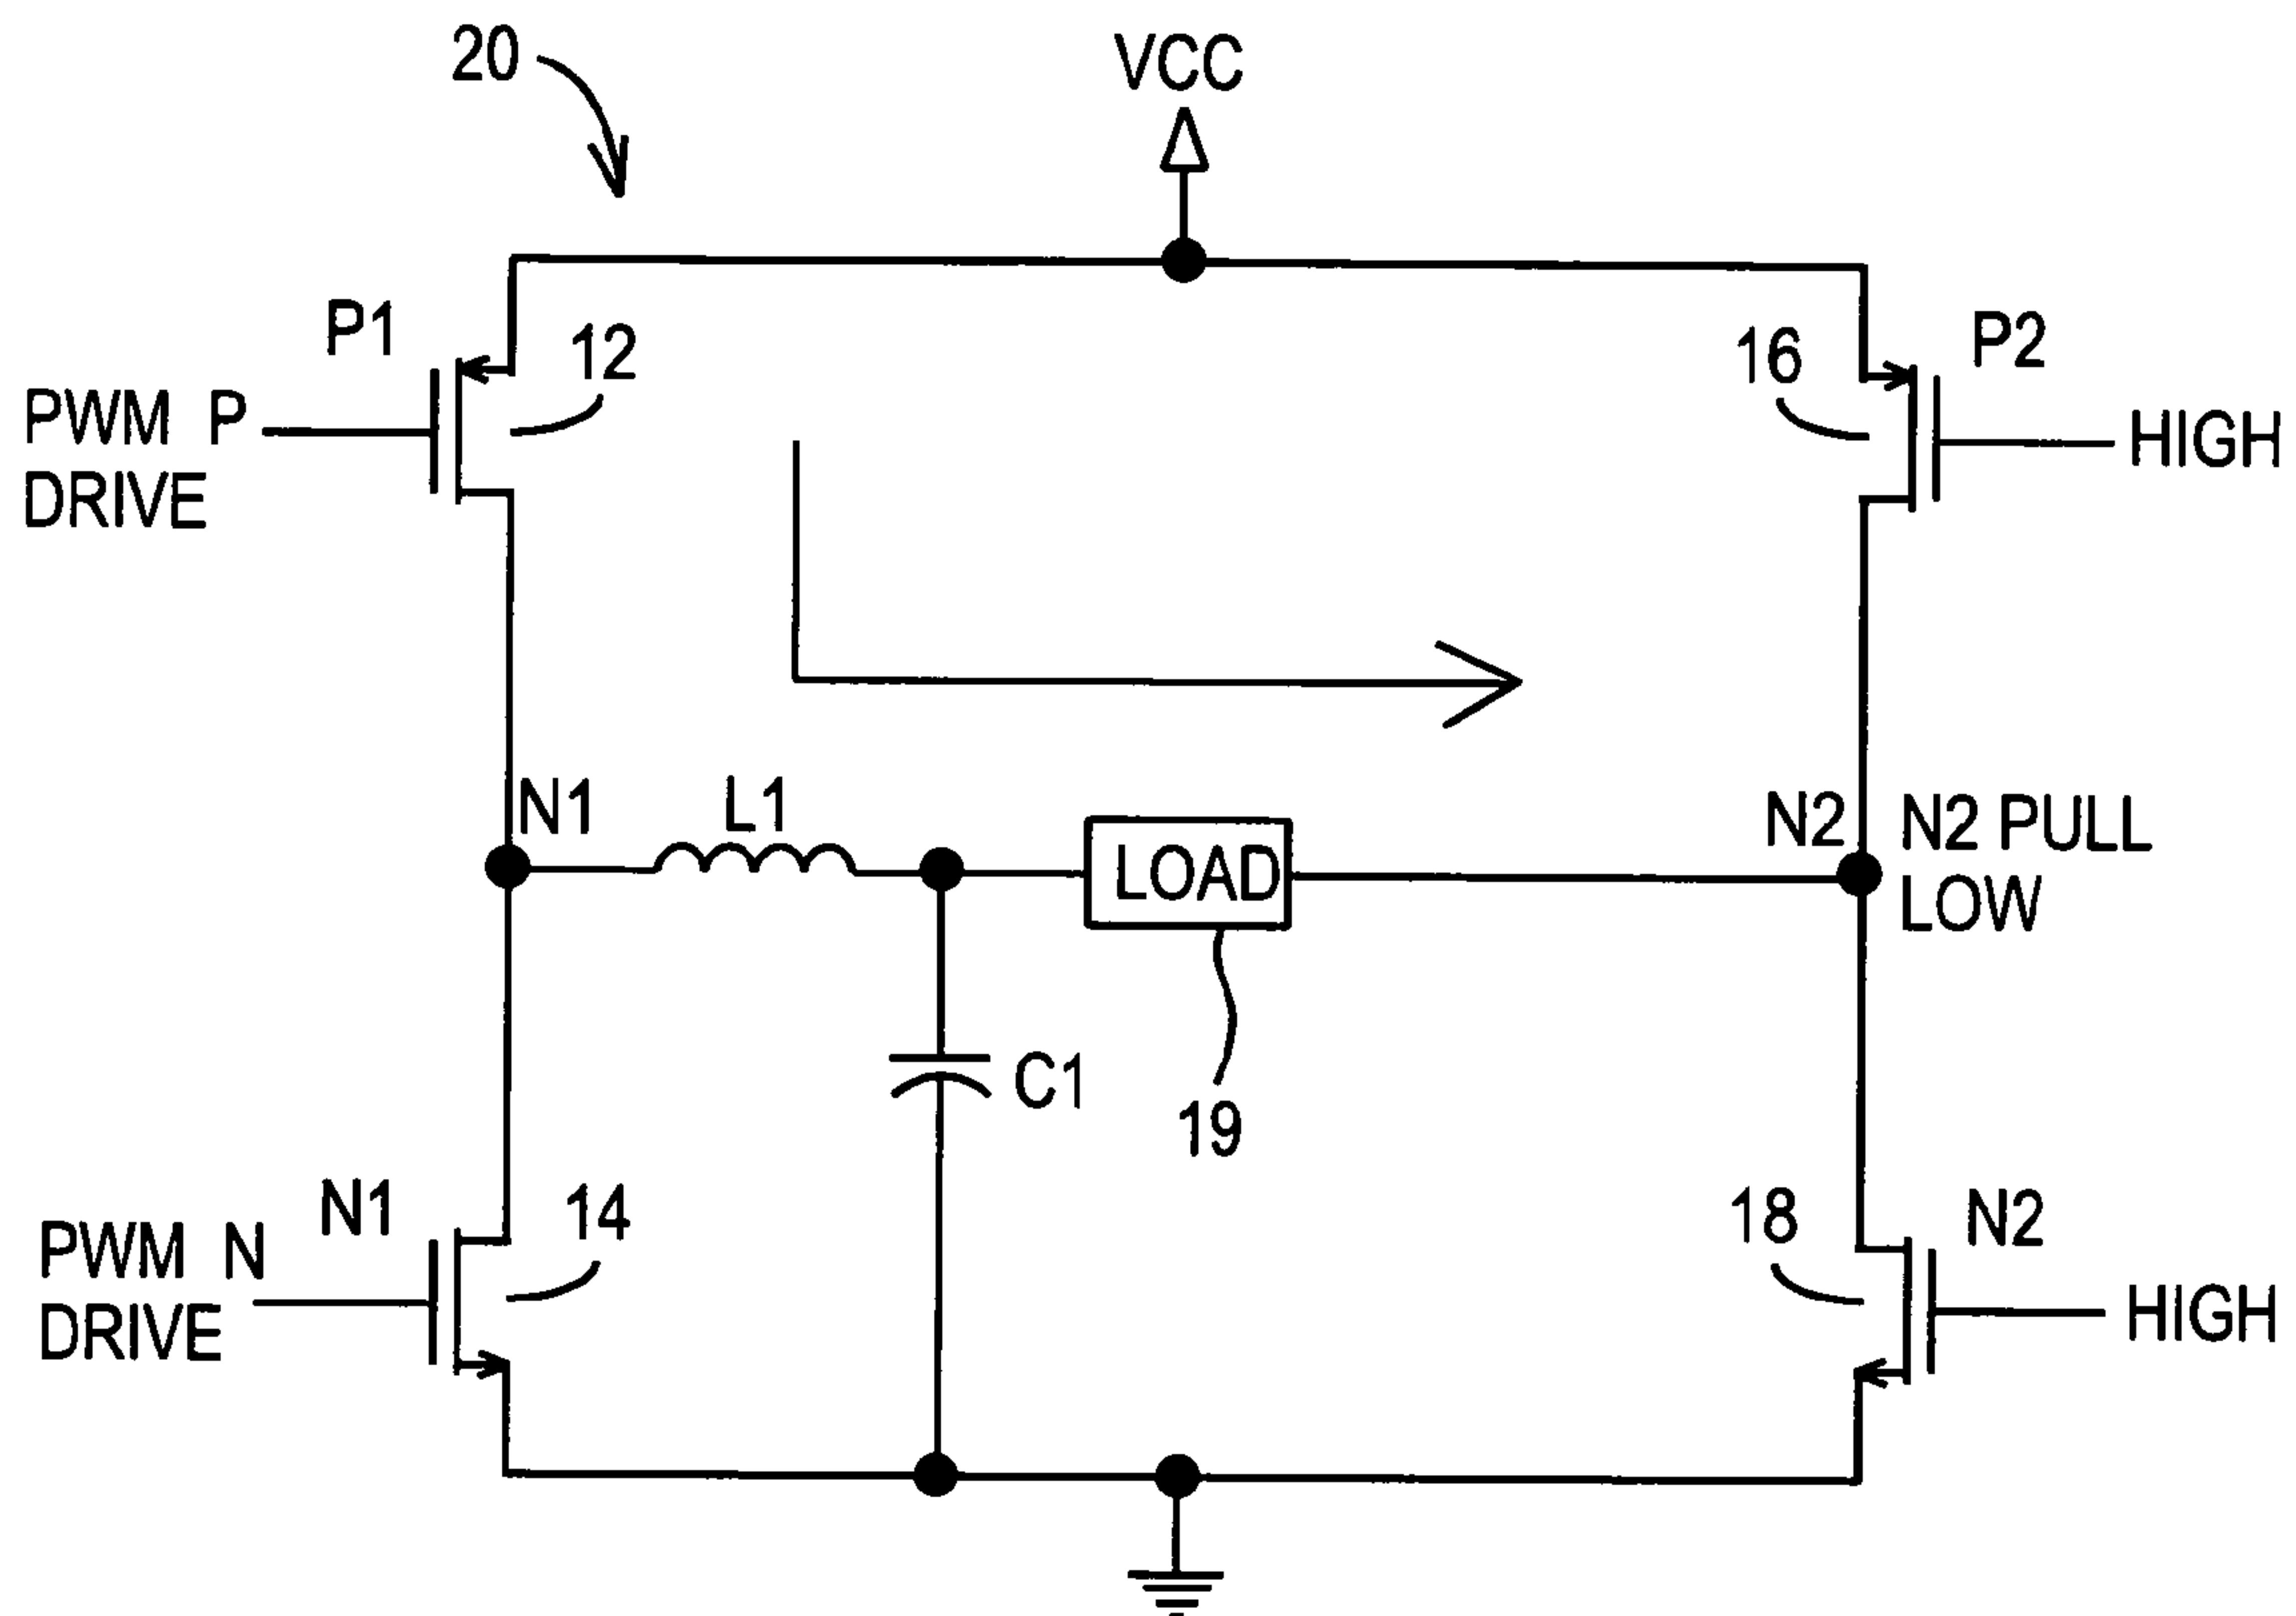 20
VCC
P1
12
16
P2
PWM P
DRIVE
HIGH
N1
L1
LOAD
N2
N2 PULL
LOW
C1
19
PWM N
DRIVE
N1
14
18
N2
HIGH